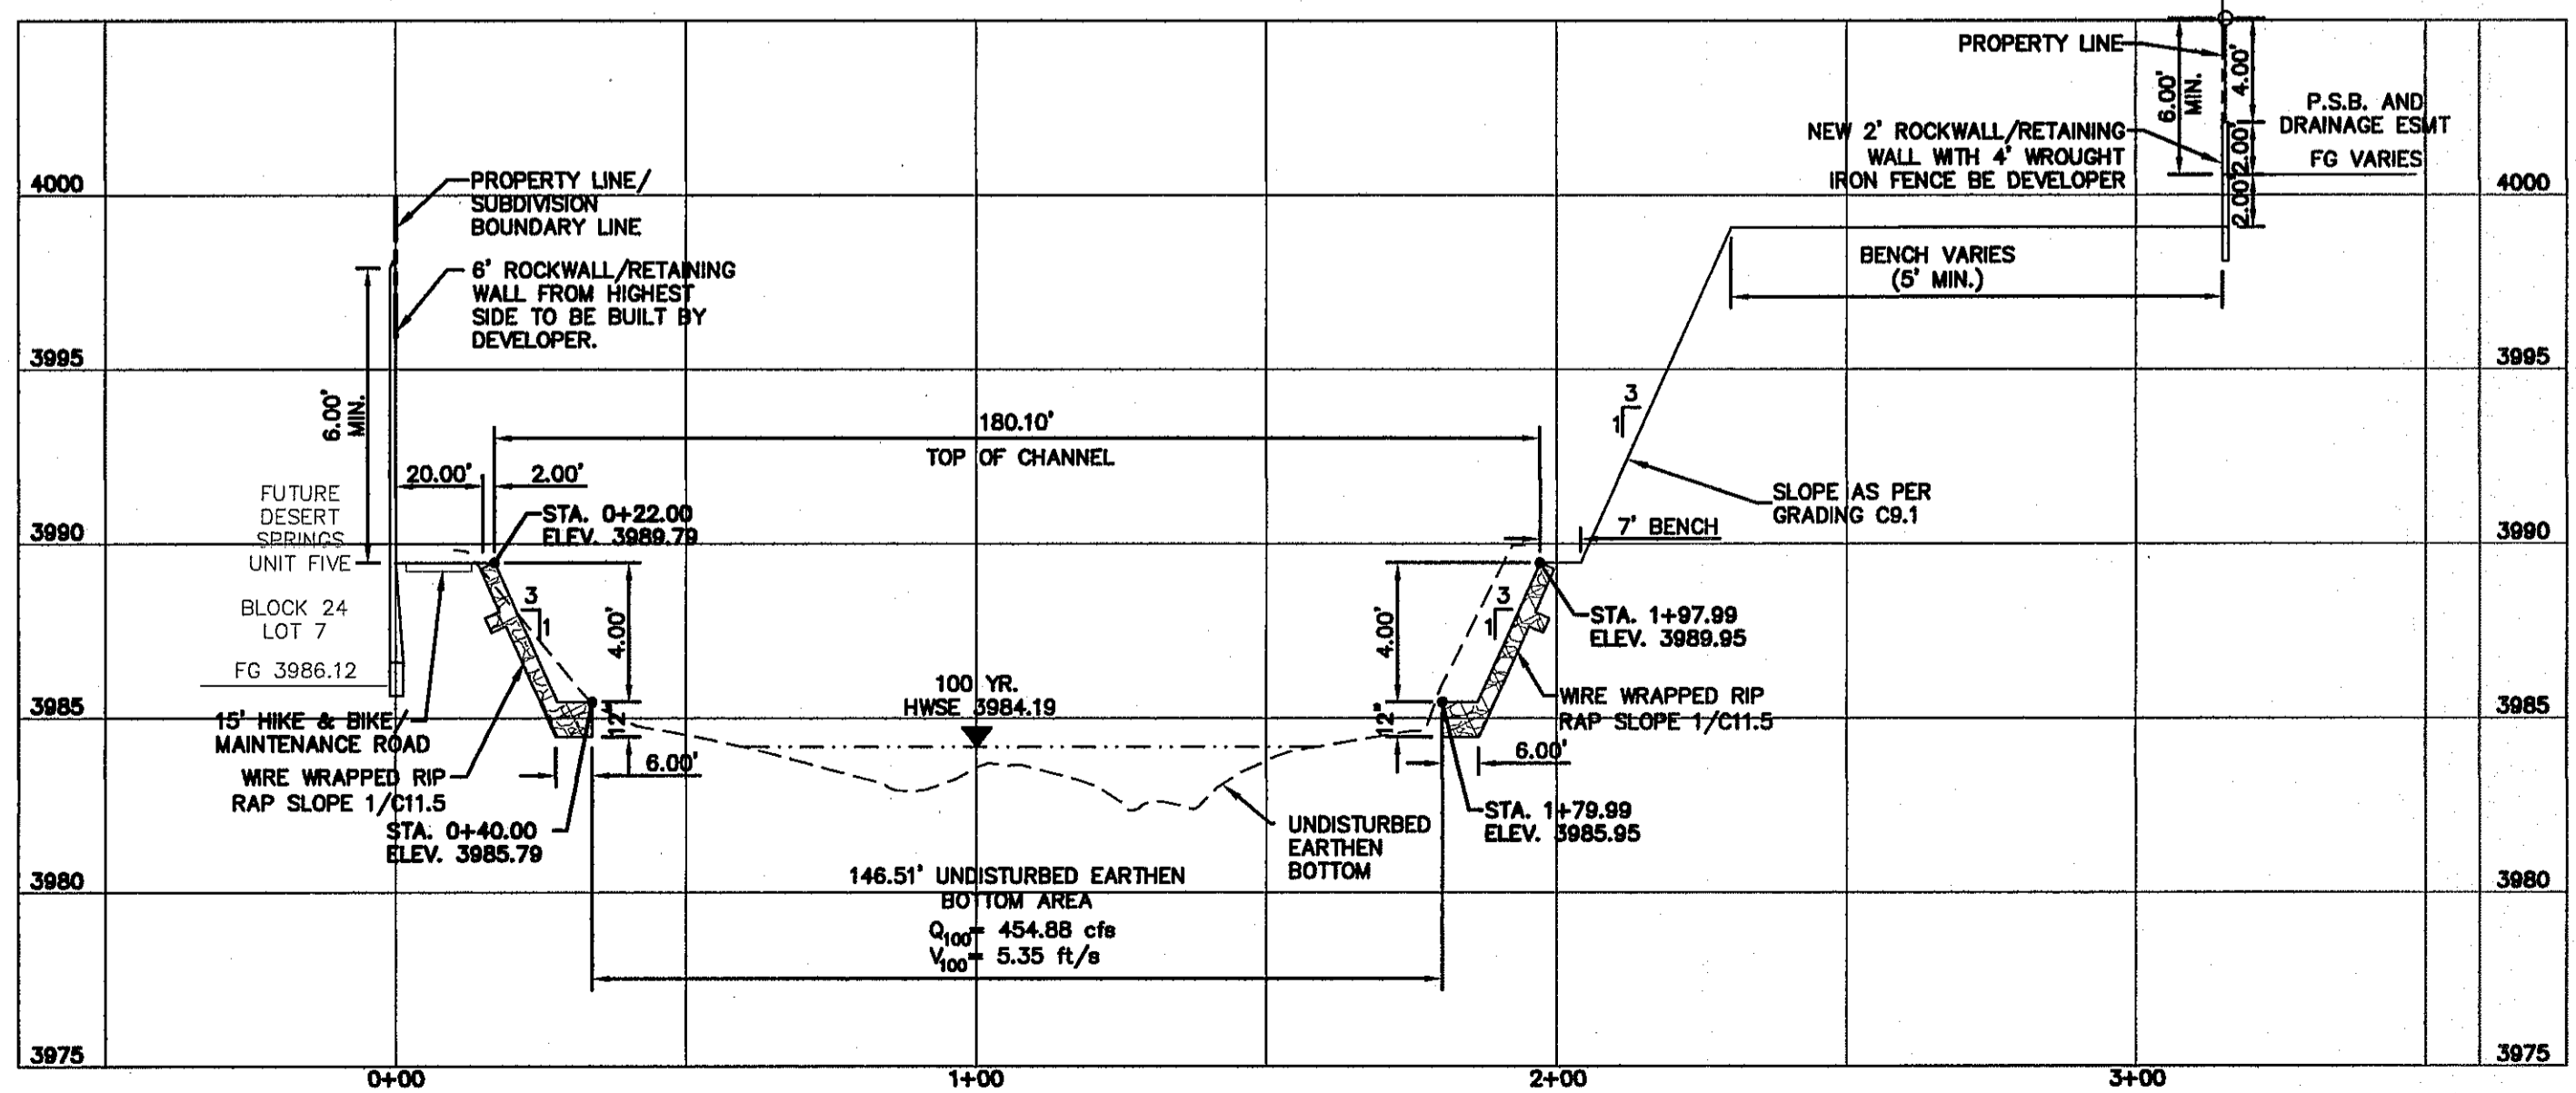 PROPERTY LINE
6.00'
MIN.
4.00'
P.S.B. AND
DRAINAGE ESMT
2.00'
FG VARIES
2.00'
NEW 2' ROCKWALL/RETAINING
WALL WITH 4' WROUGHT
IRON FENCE BE DEVELOPER
4000
4000
PROPERTY LINE/
SUBDIVISION
BOUNDARY LINE
6' ROCKWALL/RETAINING
WALL FROM HIGHEST
SIDE TO BE BUILT BY
DEVELOPER.
BENCH VARIES
(5' MIN.)
3995
3995
6.00'
MIN.
3
1
180.10'
TOP OF CHANNEL
20.00'
2.00'
SLOPE AS PER
GRADING C9.1
FUTURE
DESERT
SPRINGS
UNIT FIVE
STA. 0+22.00
ELEV. 3989.79
7' BENCH
3990
3990
BLOCK 24
LOT 7
3
1
4.00'
4.00'
3
1
STA. 1+97.99
ELEV. 3989.95
FG 3986.12
100 YR.
HWSE 3984.19
WIRE WRAPPED RIP
RAP SLOPE 1/C11.5
3985
3985
15' HIKE & BIKE/
MAINTENANCE ROAD
12"
12"
6.00'
6.00'
WIRE WRAPPED RIP
RAP SLOPE 1/C11.5
STA. 0+40.00
ELEV. 3985.79
UNDISTURBED
EARTHEN
BOTTOM
STA. 1+79.99
ELEV. 3985.95
3980
3980
146.51' UNDISTURBED EARTHEN
BOTTOM AREA
Q100= 454.88 cfs
V100= 5.35 ft/s
3975
3975
0+00
1+00
2+00
3+00